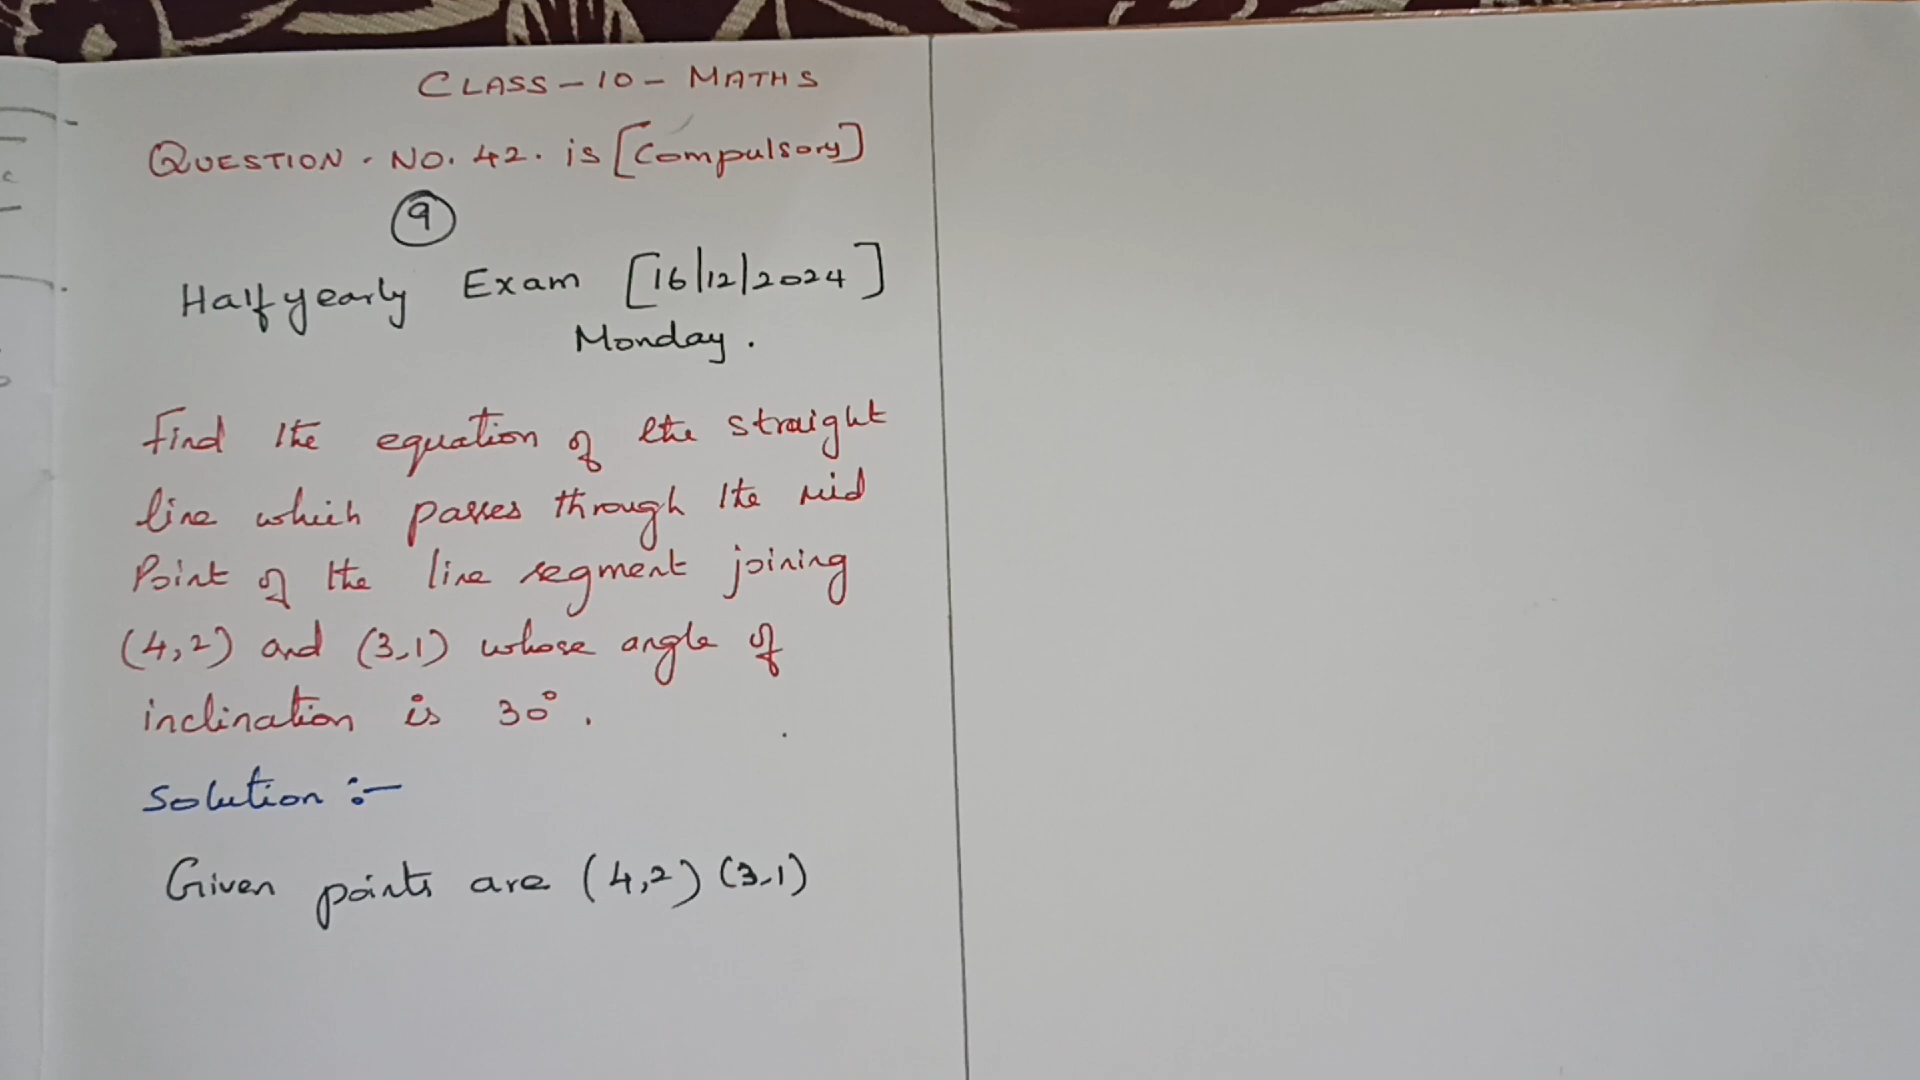 CLASS - 10 - MATHS
QUESTION. NO. 42. is [Compulsory]
9
Half yearly Exam [16/12/2024]
Monday.
Find the equation of the straight
line which passes through the mid
Point of the line segment joining
(4,2) and (3,1) whose angle of
inclination is 30°.
Solution :-
Given points are (4,2) (3,1)